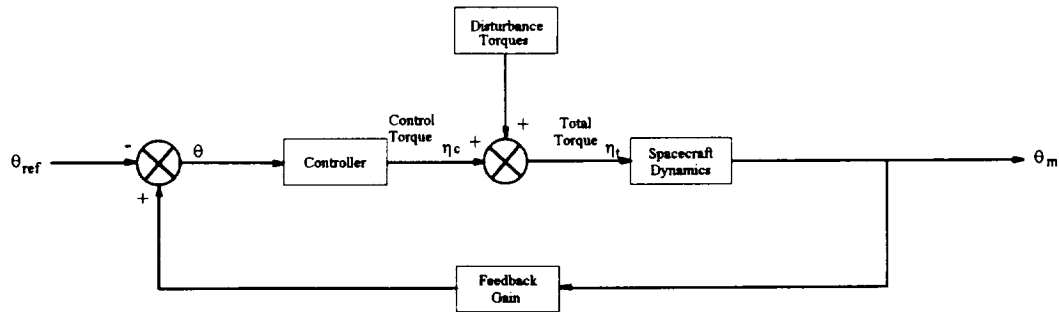 Disturbance
Torques
Control
Torque
Total
Torque
+
-
θref
θ
Controller
ηc
+
ηt
Spacecraft
Dynamics
θm
+
Feedback
Gain